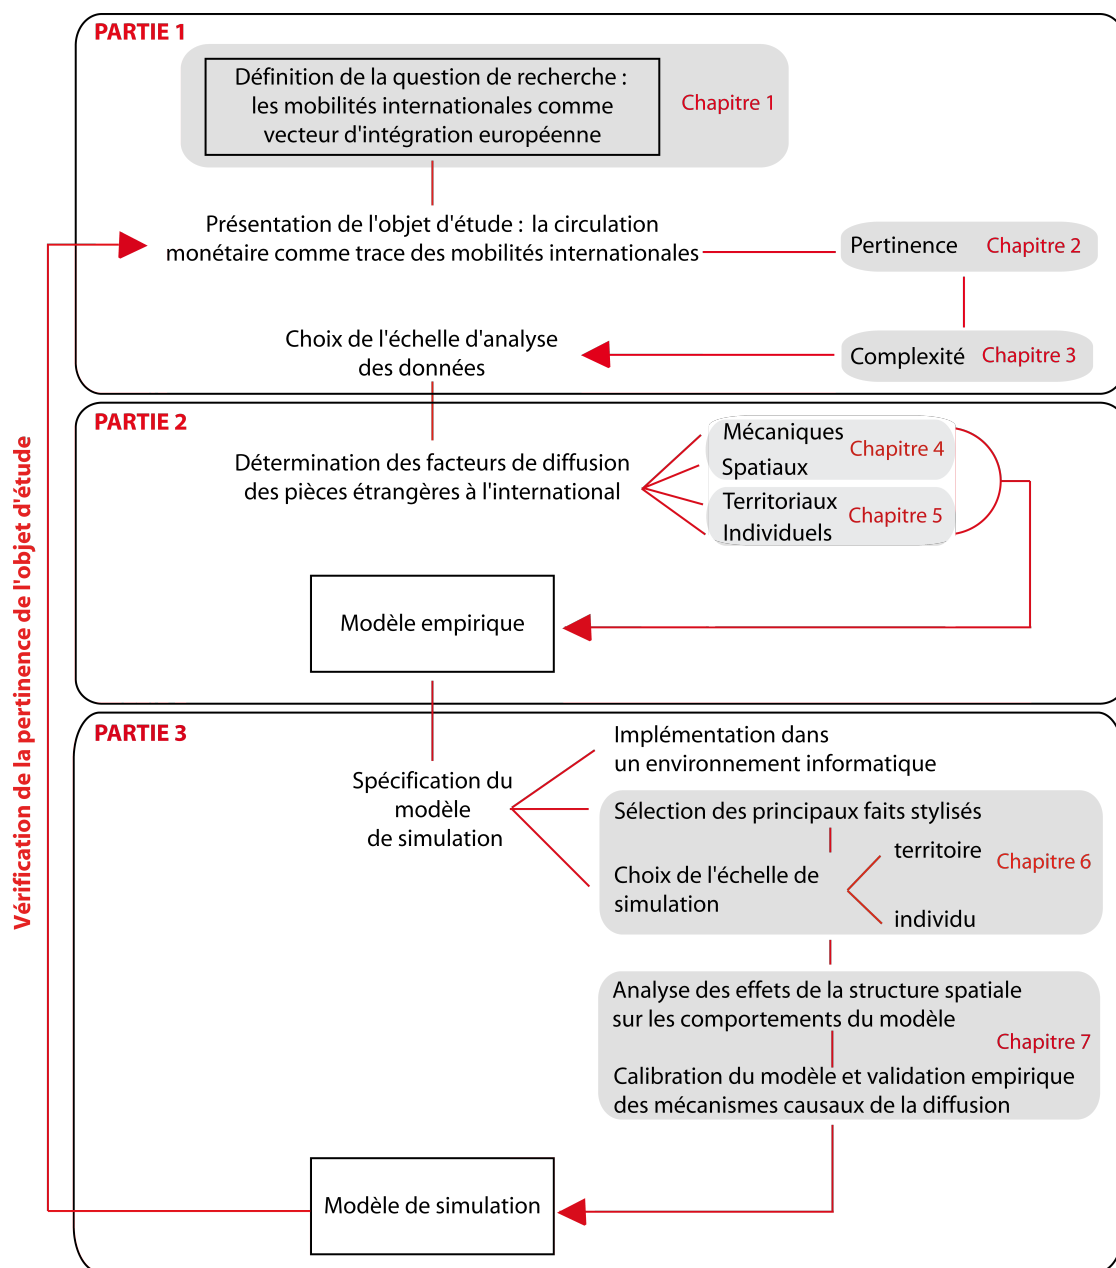 PARTIE 1
Définition de la question de recherche :
les mobilités internationales comme
vecteur d'intégration européenne
Chapitre 1
Présentation de l'objet d'étude : la circulation
monétaire comme trace des mobilités internationales
Pertinence
Chapitre 2
Choix de l'échelle d'analyse
des données
Complexité
Chapitre 3
PARTIE 2
Détermination des facteurs de diffusion
des pièces étrangères à l'international
Mécaniques
Spatiaux
Chapitre 4
Territoriaux
Individuels
Chapitre 5
Modèle empirique
PARTIE 3
Spécification du
modèle
de simulation
Implémentation dans
un environnement informatique
Sélection des principaux faits stylisés
Choix de l'échelle de
simulation
territoire
individu
Chapitre 6
Analyse des effets de la structure spatiale
sur les comportements du modèle
Chapitre 7
Calibration du modèle et validation empirique
des mécanismes causaux de la diffusion
Modèle de simulation
Vérification de la pertinence de l'objet d'étude